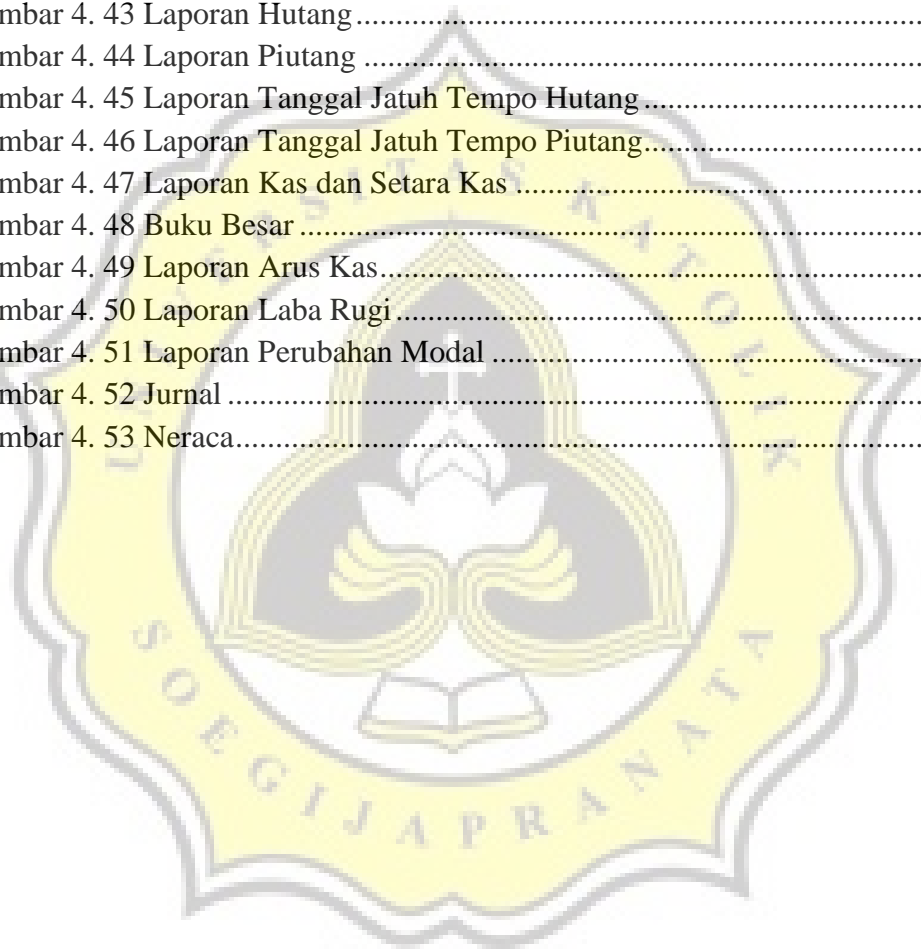 mbar 4. 43 Laporan Hutang........................................................................
mbar 4. 44 Laporan Piutang ......................................................................
mbar 4. 45 Laporan Tanggal Jatuh Tempo Hutang...................................
mbar 4. 46 Laporan Tanggal Jatuh Tempo Piutang...................................
mbar 4. 47 Laporan Kas dan Setara Kas ...................................................
mbar 4. 48 Buku Besar ..............................................................................
mbar 4. 49 Laporan Arus Kas....................................................................
mbar 4. 50 Laporan Laba Rugi ..................................................................
mbar 4. 51 Laporan Perubahan Modal ......................................................
mbar 4. 52 Jurnal .......................................................................................
mbar 4. 53 Neraca......................................................................................
UNIVERSITAS KATOLIK
SOEGIJAPRANATA